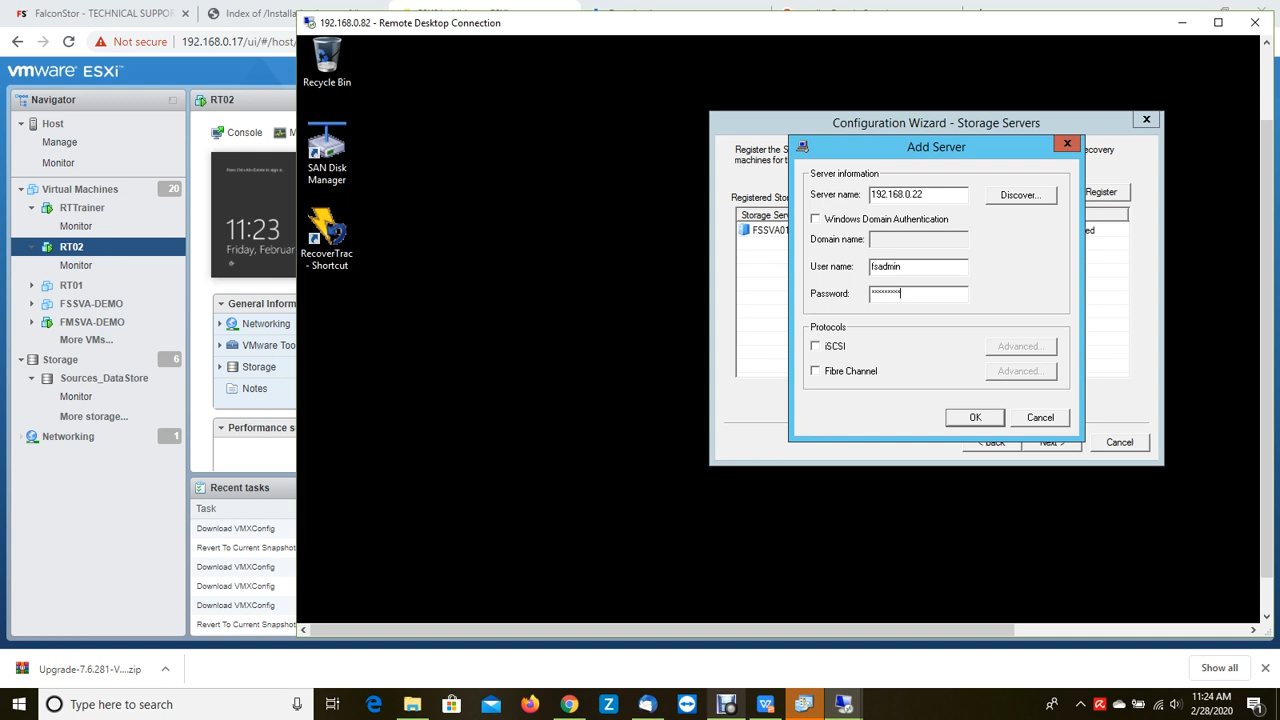 FalconStor - TECHNICAL SUPPOR
Index of /Installa
192.168.0.82 - Remote Desktop Connection
Not secure
192.168.0.17/ui/#/host/
vmware ESXi
Navigator
Host
Manage
Monitor
Virtual Machines
20
RTTrainer
Monitor
RT02
Monitor
RT01
FSSVA-DEMO
FMSVA-DEMO
More VMs...
Storage
6
Sources_DataStore
Monitor
More storage...
Networking
1
RT02
Console
11:23
Friday, Februar
General Inform
Networking
VMware Too
Storage
Notes
Performance s
Recent tasks
Task
Download VMXConfig
Revert To Current Snapshot
Download VMXConfig
Download VMXConfig
Download VMXConfig
Revert To Current Snapshot
Recycle Bin
SAN Disk
Manager
RecoverTrac
- Shortcut
Configuration Wizard - Storage Servers
Register the S
ecovery
machines for t
Registered Stor
Register
Storage Serv
FSSVA01
ed
< Back
Next >
Cancel
Add Server
Server information
Server name:
192.168.0.22
Discover...
Windows Domain Authentication
Domain name:
User name:
fsadmin
Password:
*********
Protocols
iSCSI
Advanced...
Fibre Channel
Advanced...
OK
Cancel
Upgrade-7.6.281-V....zip
Show all
Type here to search
11:24 AM
2/28/2020